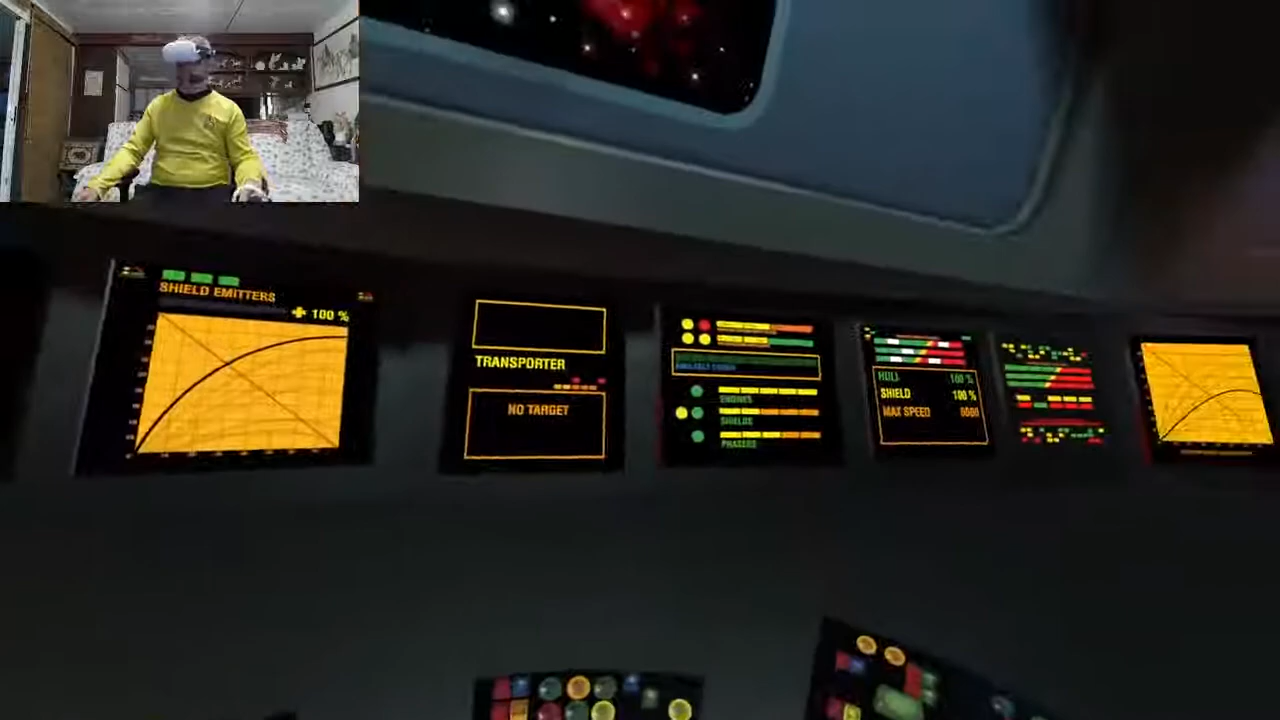 SHIELD EMITTERS
100 %
TRANSPORTER
NO TARGET
ENGINES
SHIELDS
PHASERS
HULL 100 %
SHIELD 100 %
MAX SPEED